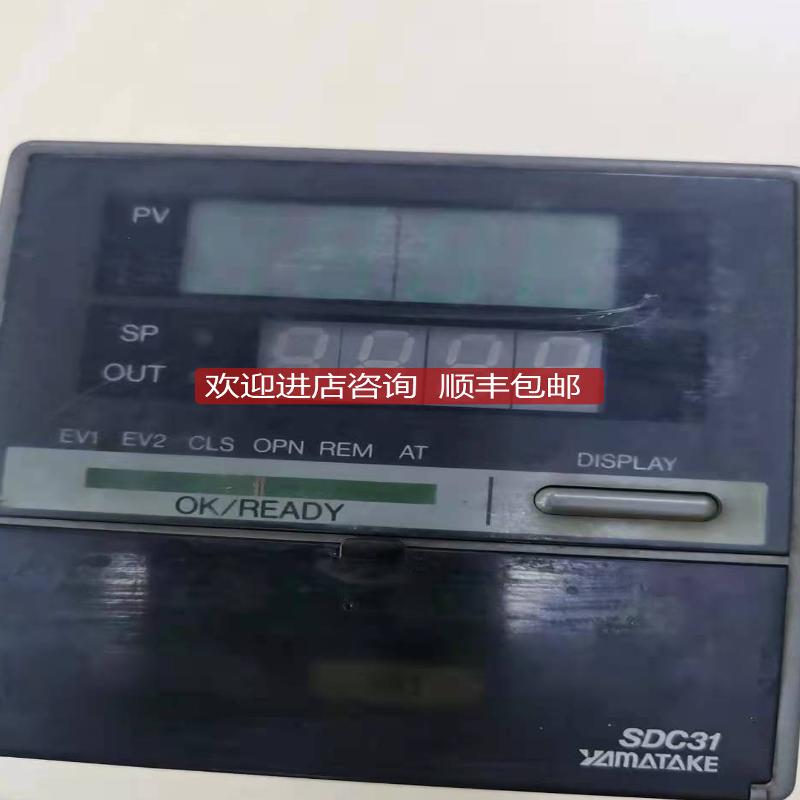 PV
SP
OUT
欢迎进店咨询 顺丰包邮
EV1 EV2 CLS OPN REM AT
DISPLAY
OK/READY
SDC31
YAMATAKE